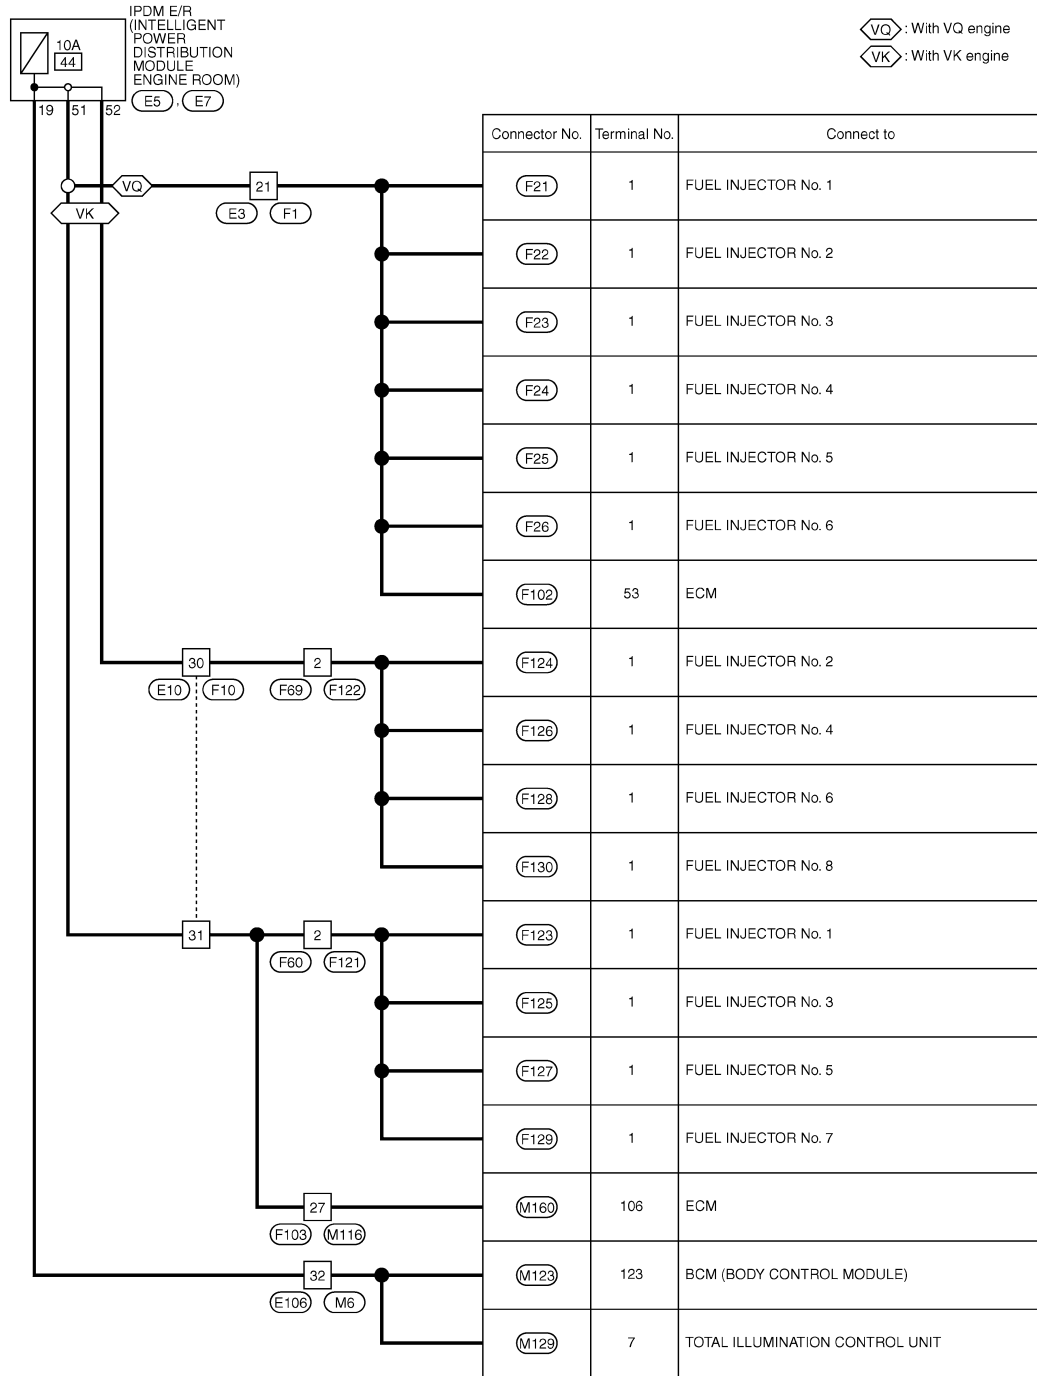 IPDM E/R
(INTELLIGENT
POWER
DISTRIBUTION
MODULE
ENGINE ROOM)
10A
44
E5 , E7
19 51 52
VQ : With VQ engine
VK : With VK engine
Connector No. Terminal No. Connect to
VQ 21 F21 1 FUEL INJECTOR No. 1
VK E3 F1
F22 1 FUEL INJECTOR No. 2
F23 1 FUEL INJECTOR No. 3
F24 1 FUEL INJECTOR No. 4
F25 1 FUEL INJECTOR No. 5
F26 1 FUEL INJECTOR No. 6
F102 53 ECM
30 2 F124 1 FUEL INJECTOR No. 2
E10 F10 F69 F122
F126 1 FUEL INJECTOR No. 4
F128 1 FUEL INJECTOR No. 6
F130 1 FUEL INJECTOR No. 8
31 2 F123 1 FUEL INJECTOR No. 1
F60 F121
F125 1 FUEL INJECTOR No. 3
F127 1 FUEL INJECTOR No. 5
F129 1 FUEL INJECTOR No. 7
27 M160 106 ECM
F103 M116
32 M123 123 BCM (BODY CONTROL MODULE)
E106 M6
M129 7 TOTAL ILLUMINATION CONTROL UNIT